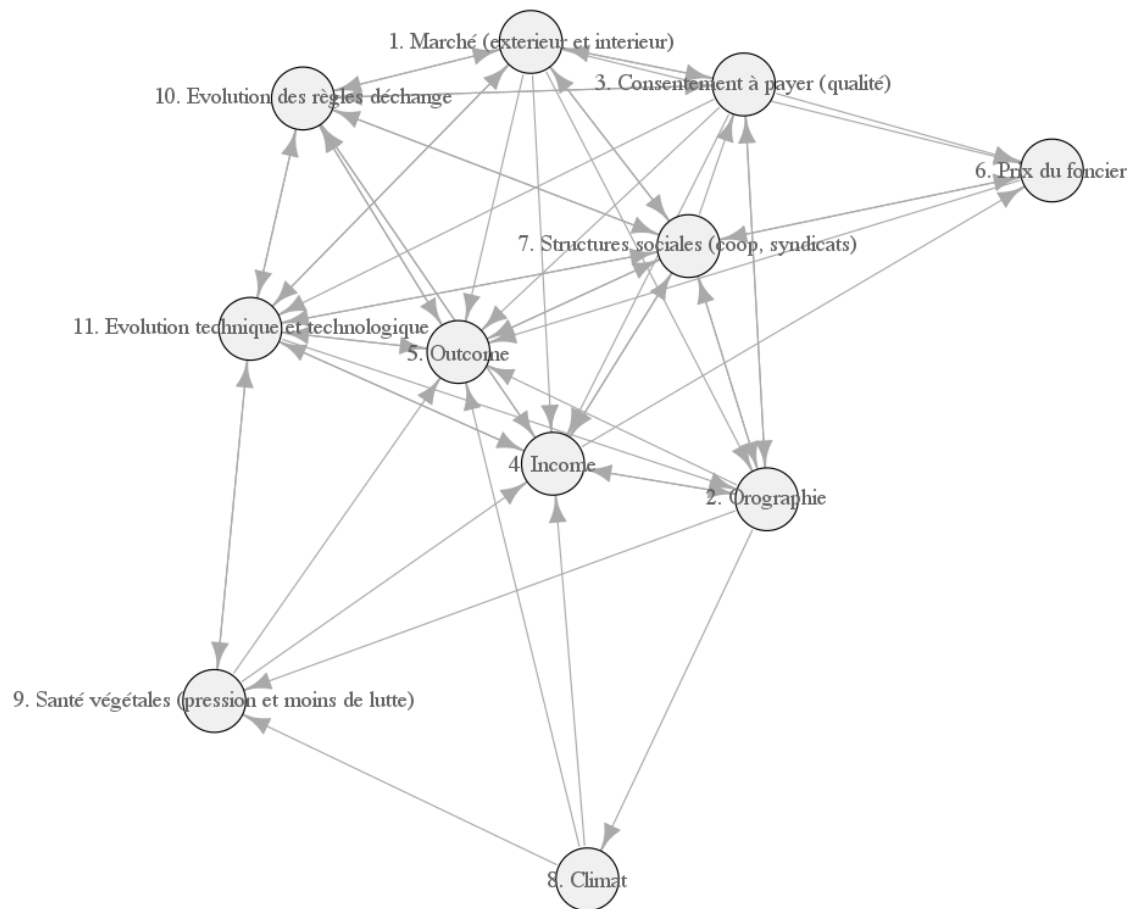 1. Marché (exterieur et interieur)
3. Consentement à payer (qualité)
10. Evolution des règles déchange
6. Prix du foncier
7. Structures sociales (coop, syndicats)
11. Evolution technique et technologique
5. Outcome
4. Income
2. Orographie
9. Santé végétales (pression et moins de lutte)
8. Climat